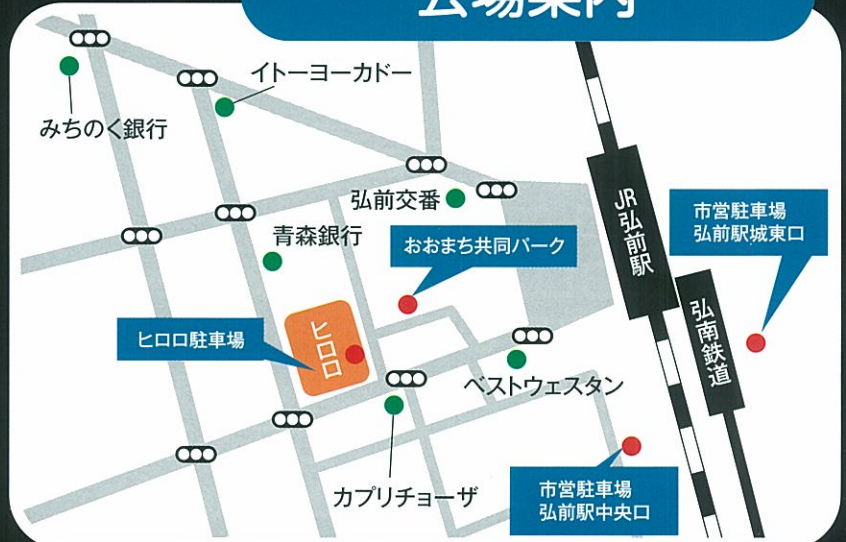 会場案内
イトーヨーカドー
みちのく銀行
弘前交番
青森銀行
おおまち共同パーク
JR弘前駅
市営駐車場
弘前駅城東口
弘南鉄道
ヒロロ駐車場
ヒロロ
ベストウェスタン
カプリチョーザ
市営駐車場
弘前駅中央口